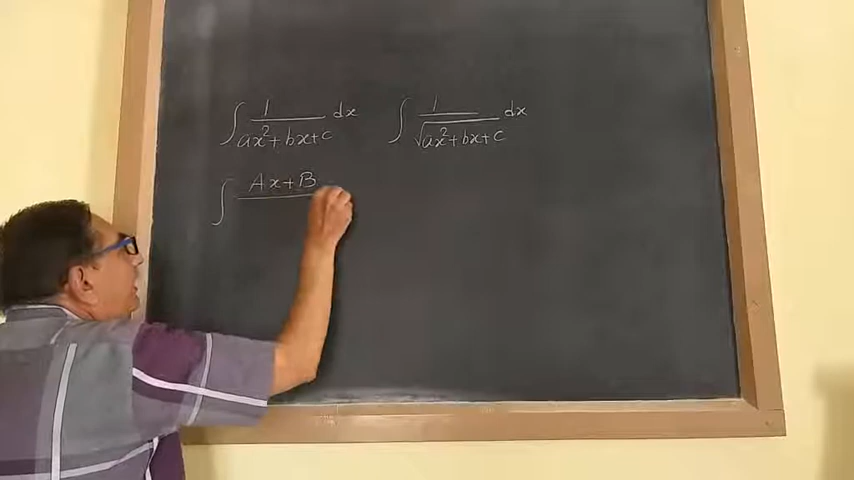 ∫ 1/(ax²+bx+c) dx ∫ 1/√(ax²+bx+c) dx
∫ Ax+B